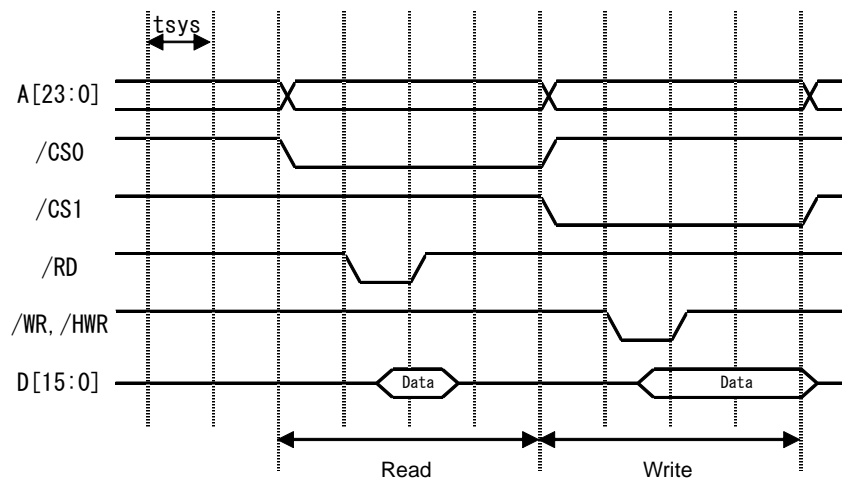 tsys
A[23:0]
/CS0
/CS1
/RD
/WR,/HWR
D[15:0]
Data
Data
Read
Write